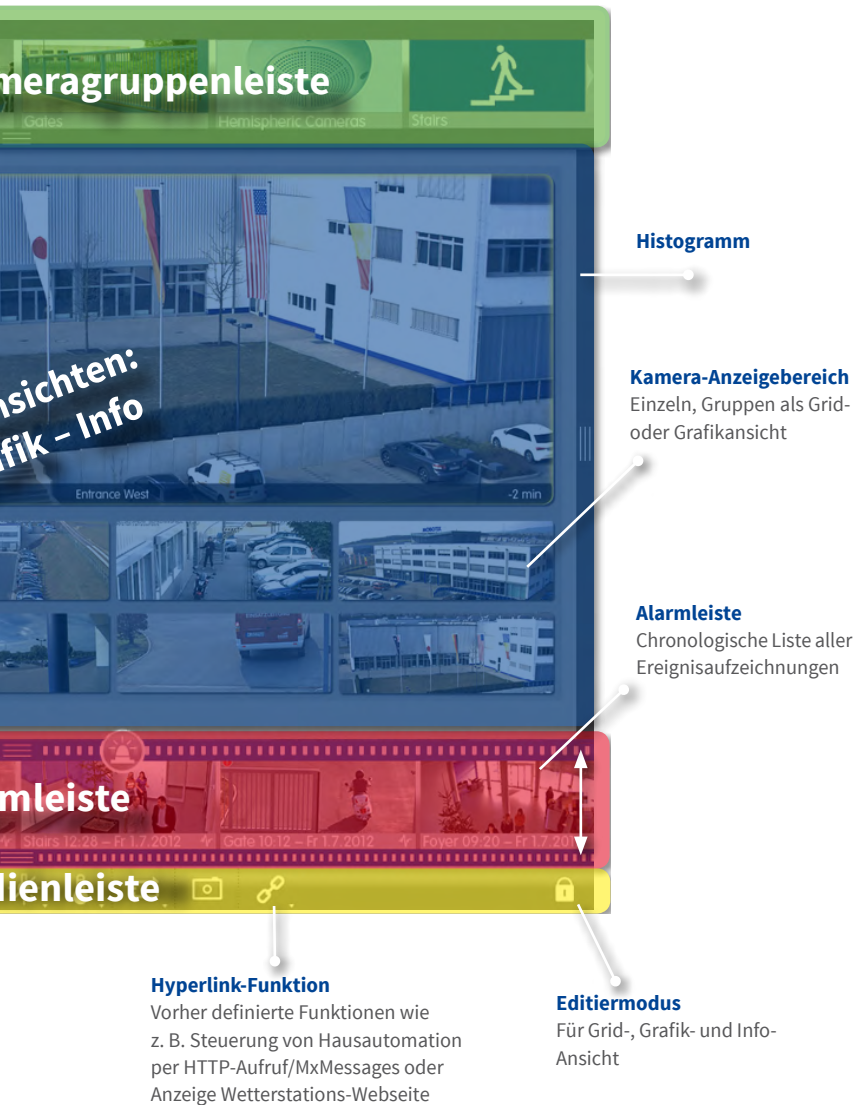 meragruppenleiste
Gates
Hemispheric Cameras
Stairs
Histogramm
Kamera-Anzeigebereich
Einzeln, Gruppen als Grid-
oder Grafikansicht
nsichten:
fik – Info
Entrance West
-2 min
Alarmleiste
Chronologische Liste aller
Ereignisaufzeichnungen
mleiste
Stairs 12:28 – Fr 1.7.2012
Gate 10:12 – Fr 1.7.2012
Foyer 09:20 – Fr 1.7.201
dienleiste
Hyperlink-Funktion
Vorher definierte Funktionen wie
z. B. Steuerung von Hausautomation
per HTTP-Aufruf/MxMessages oder
Anzeige Wetterstations-Webseite
Editiermodus
Für Grid-, Grafik- und Info-
Ansicht